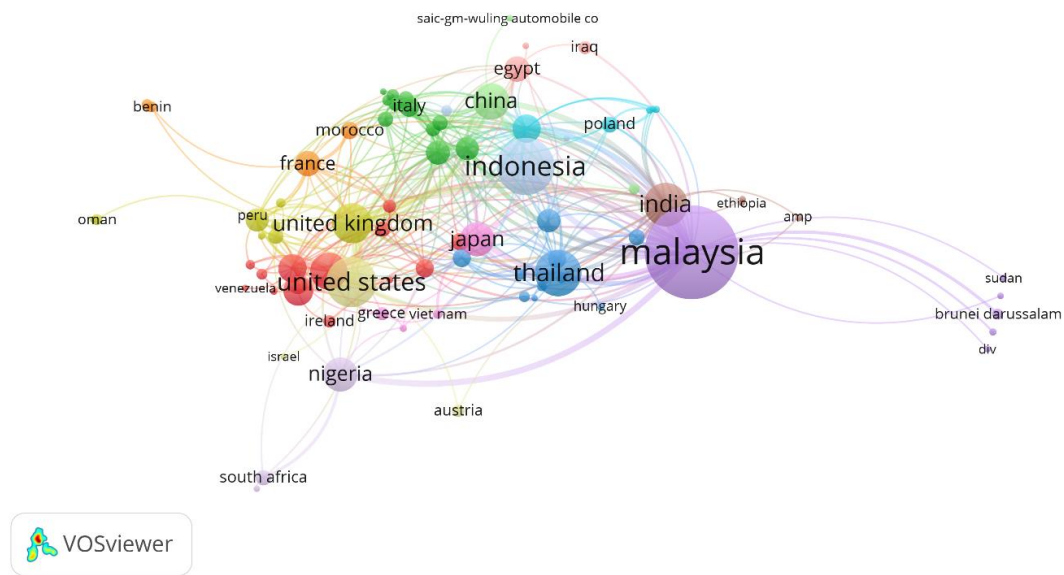 saic-gm-wuling automobile co
iraq
egypt
china
italy
benin
morocco
poland
france
indonesia
india
ethiopia
amp
oman
peru
united kingdom
japan
malaysia
thailand
united states
venezuela
sudan
hungary
brunei darussalam
greece
viet nam
ireland
div
israel
nigeria
austria
south africa
VOSviewer